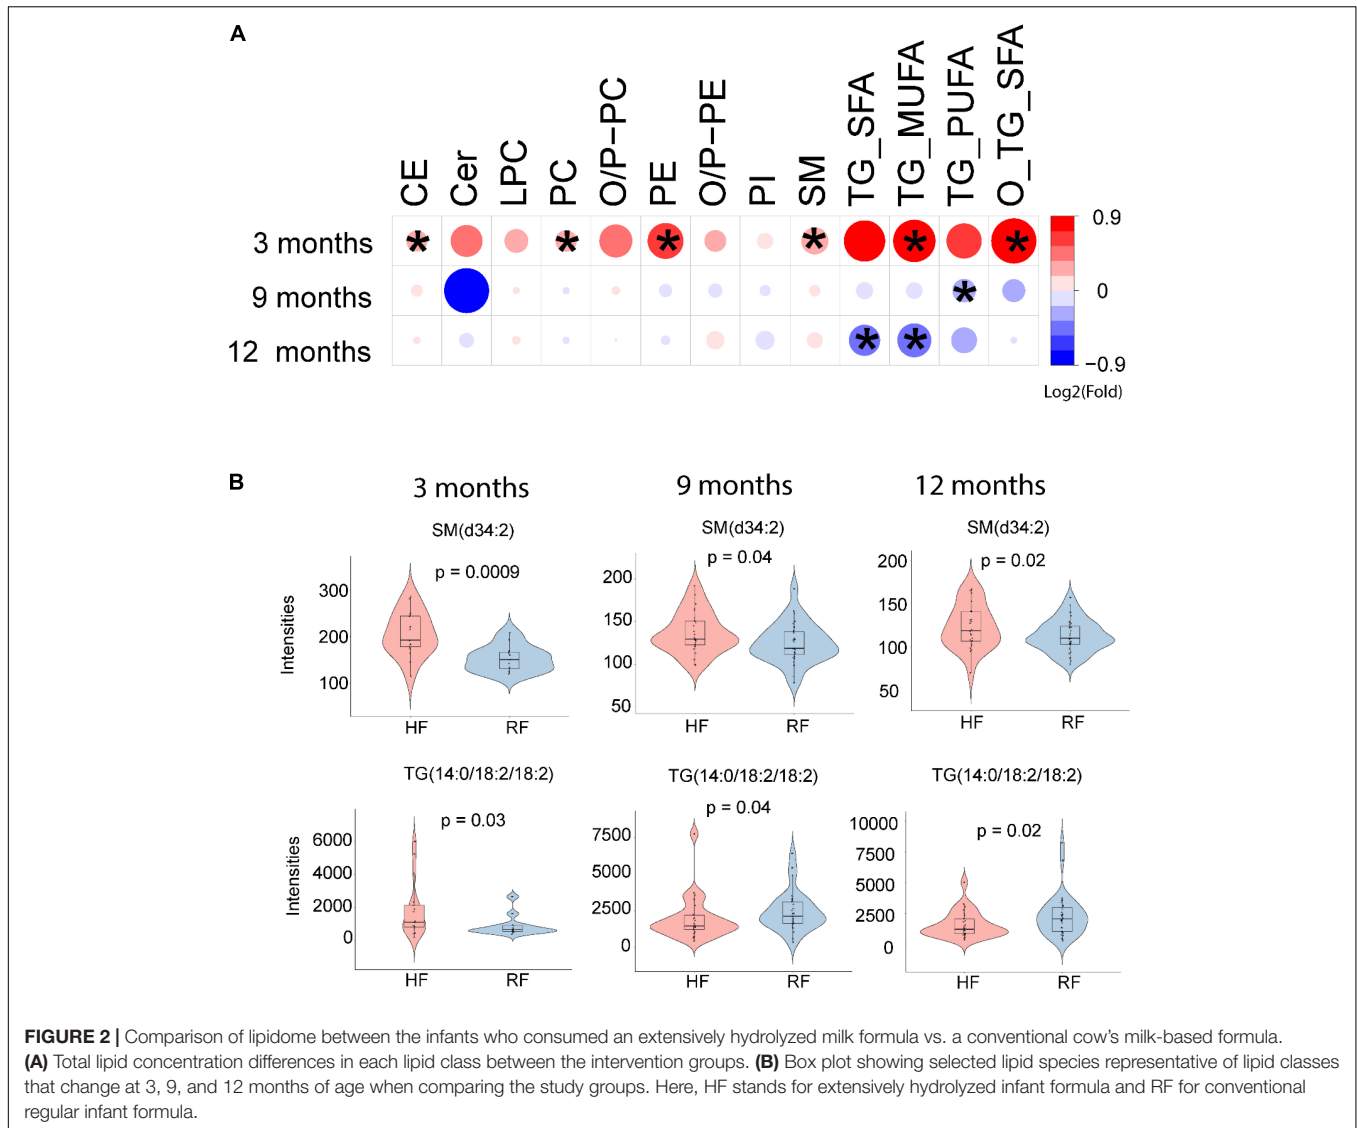 A
CE
Cer
LPC
PC
O/P-PC
PE
O/P-PE
PI
SM
TG_SFA
TG_MUFA
TG_PUFA
O_TG_SFA
3 months
* * * * * *
9 months
*
12 months
* *
0.9
0
−0.9
Log2(Fold)
B
3 months
9 months
12 months
SM(d34:2)
p = 0.0009
Intensities
300
200
100
HF
RF
SM(d34:2)
p = 0.04
200
150
100
50
HF
RF
SM(d34:2)
p = 0.02
200
150
100
50
HF
RF
TG(14:0/18:2/18:2)
p = 0.03
Intensities
6000
4000
2000
0
HF
RF
TG(14:0/18:2/18:2)
p = 0.04
7500
5000
2500
0
HF
RF
TG(14:0/18:2/18:2)
p = 0.02
10000
7500
5000
2500
0
HF
RF
FIGURE 2 | Comparison of lipidome between the infants who consumed an extensively hydrolyzed milk formula vs. a conventional cow's milk-based formula.
(A) Total lipid concentration differences in each lipid class between the intervention groups. (B) Box plot showing selected lipid species representative of lipid classes
that change at 3, 9, and 12 months of age when comparing the study groups. Here, HF stands for extensively hydrolyzed infant formula and RF for conventional
regular infant formula.